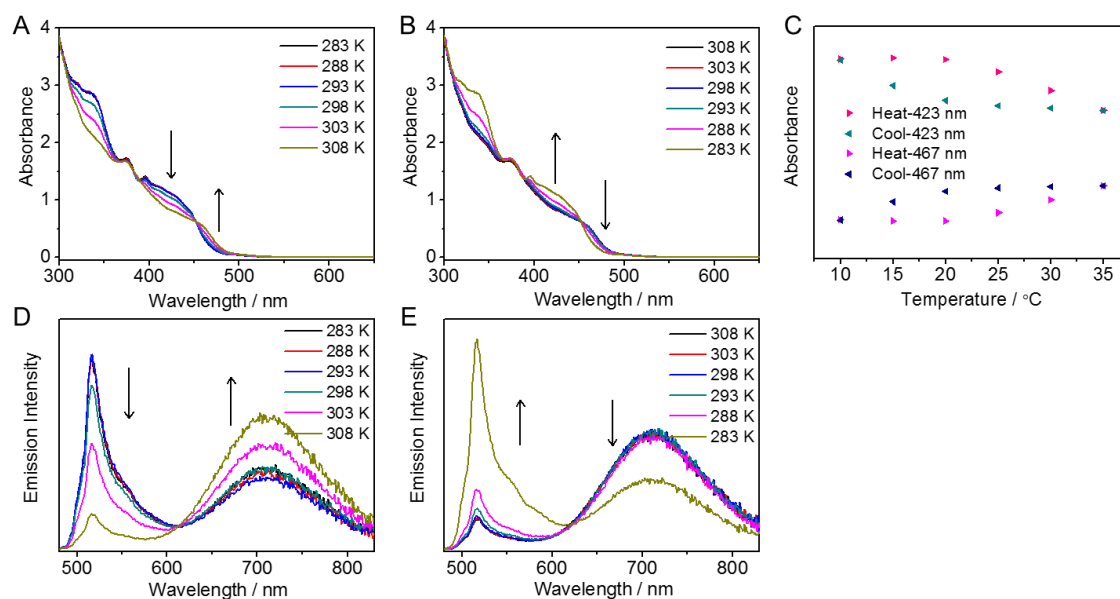 A
4
3
2
1
0
Absorbance
300
400
500
600
Wavelength / nm
283 K
288 K
293 K
298 K
303 K
308 K
B
4
3
2
1
0
Absorbance
300
400
500
600
Wavelength / nm
308 K
303 K
298 K
293 K
288 K
283 K
C
Absorbance
Heat-423 nm
Cool-423 nm
Heat-467 nm
Cool-467 nm
10
15
20
25
30
35
Temperature / °C
D
Emission Intensity
283 K
288 K
293 K
298 K
303 K
308 K
500
600
700
800
Wavelength / nm
E
Emission Intensity
308 K
303 K
298 K
293 K
288 K
283 K
500
600
700
800
Wavelength / nm